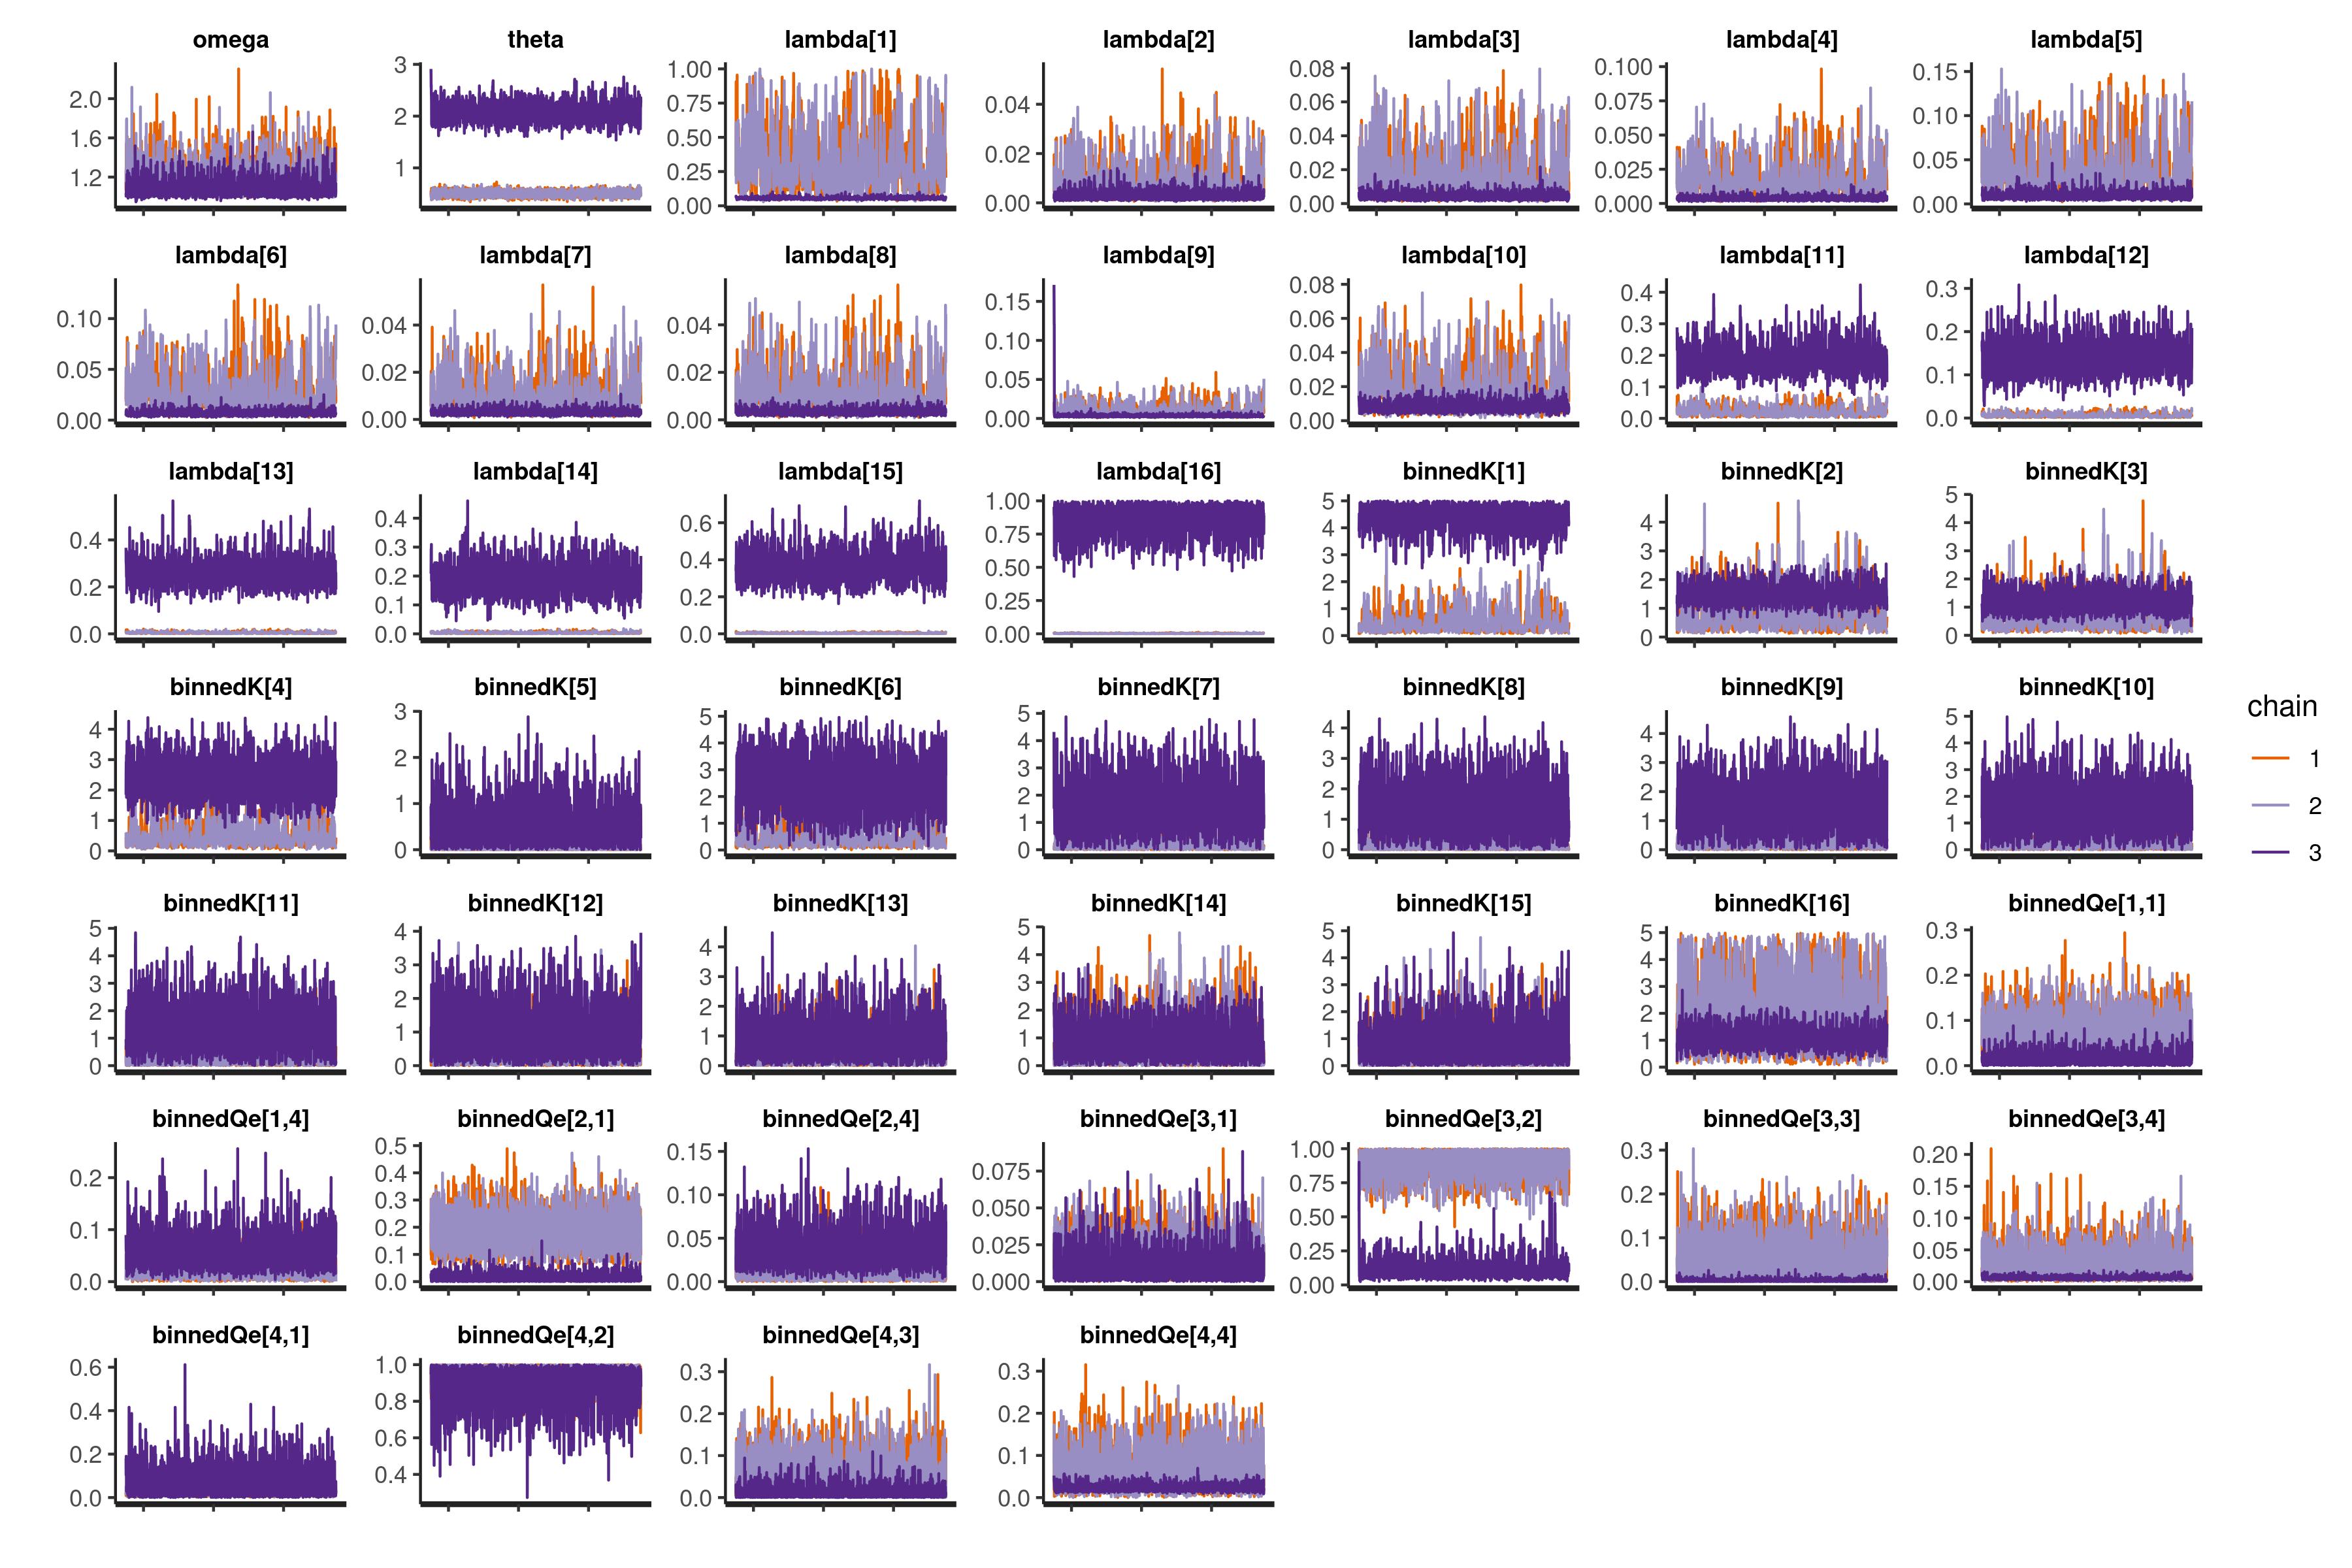 omega theta lambda[1] lambda[2] lambda[3] lambda[4] lambda[5]
2.0 1.6 1.2
3 2 1
1.00 0.75 0.50 0.25 0.00
0.04 0.02 0.00
0.08 0.06 0.04 0.02 0.00
0.100 0.075 0.050 0.025 0.000
0.15 0.10 0.05 0.00
lambda[6] lambda[7] lambda[8] lambda[9] lambda[10] lambda[11] lambda[12]
0.10 0.05 0.00
0.04 0.02 0.00
0.04 0.02 0.00
0.15 0.10 0.05 0.00
0.08 0.06 0.04 0.02 0.00
0.4 0.3 0.2 0.1 0.0
0.3 0.2 0.1 0.0
lambda[13] lambda[14] lambda[15] lambda[16] binnedK[1] binnedK[2] binnedK[3]
0.4 0.2 0.0
0.4 0.3 0.2 0.1 0.0
0.6 0.4 0.2 0.0
1.00 0.75 0.50 0.25 0.00
5 4 3 2 1 0
4 3 2 1 0
5 4 3 2 1 0
binnedK[4] binnedK[5] binnedK[6] binnedK[7] binnedK[8] binnedK[9] binnedK[10]
4 3 2 1 0
3 2 1 0
5 4 3 2 1 0
5 4 3 2 1 0
4 3 2 1 0
4 3 2 1 0
5 4 3 2 1 0
chain
1
2
3
binnedK[11] binnedK[12] binnedK[13] binnedK[14] binnedK[15] binnedK[16] binnedQe[1,1]
5 4 3 2 1 0
4 3 2 1 0
4 3 2 1 0
5 4 3 2 1 0
5 4 3 2 1 0
5 4 3 2 1 0
0.3 0.2 0.1 0.0
binnedQe[1,4] binnedQe[2,1] binnedQe[2,4] binnedQe[3,1] binnedQe[3,2] binnedQe[3,3] binnedQe[3,4]
0.2 0.1 0.0
0.5 0.4 0.3 0.2 0.1 0.0
0.15 0.10 0.05 0.00
0.075 0.050 0.025 0.000
1.00 0.75 0.50 0.25 0.00
0.3 0.2 0.1 0.0
0.20 0.15 0.10 0.05 0.00
binnedQe[4,1] binnedQe[4,2] binnedQe[4,3] binnedQe[4,4]
0.6 0.4 0.2 0.0
1.0 0.8 0.6 0.4
0.3 0.2 0.1 0.0
0.3 0.2 0.1 0.0